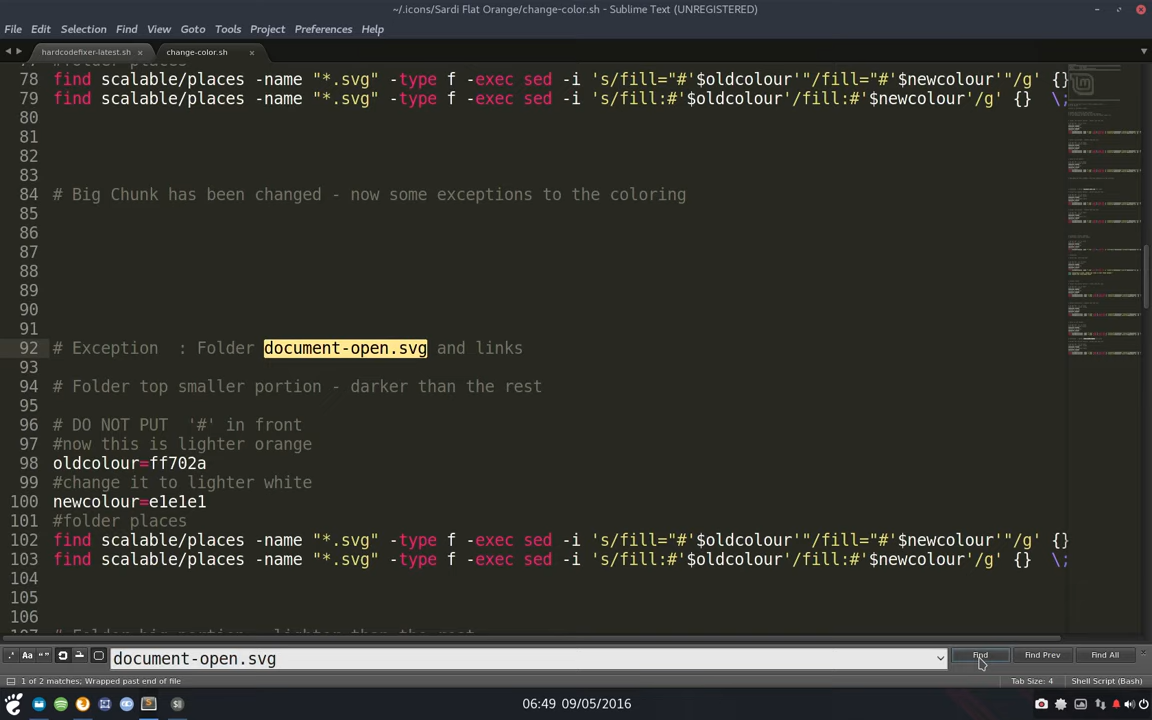 ~/.icons/Sardi Flat Orange/change-color.sh - Sublime Text (UNREGISTERED)
File Edit Selection Find View Goto Tools Project Preferences Help
hardcodefixer-latest.sh × change-color.sh ×
78 find scalable/places -name "*.svg" -type f -exec sed -i 's/fill="#'$oldcolour'"/fill="#'$newcolour'"/g' {}
79 find scalable/places -name "*.svg" -type f -exec sed -i 's/fill:#'$oldcolour'/fill:#'$newcolour'/g' {}  \;
80
81
82
83
84 # Big Chunk has been changed - now some exceptions to the coloring
85
86
87
88
89
90
91
92 # Exception  : Folder document-open.svg and links
93
94 # Folder top smaller portion - darker than the rest
95
96 # DO NOT PUT  '#' in front
97 #now this is lighter orange
98 oldcolour=ff702a
99 #change it to lighter white
100 newcolour=e1e1e1
101 #folder places
102 find scalable/places -name "*.svg" -type f -exec sed -i 's/fill="#'$oldcolour'"/fill="#'$newcolour'"/g' {}
103 find scalable/places -name "*.svg" -type f -exec sed -i 's/fill:#'$oldcolour'/fill:#'$newcolour'/g' {}  \;
104
105
106
.* Aa “” document-open.svg Find Find Prev Find All
1 of 2 matches; Wrapped past end of file Tab Size: 4 Shell Script (Bash)
06:49 09/05/2016